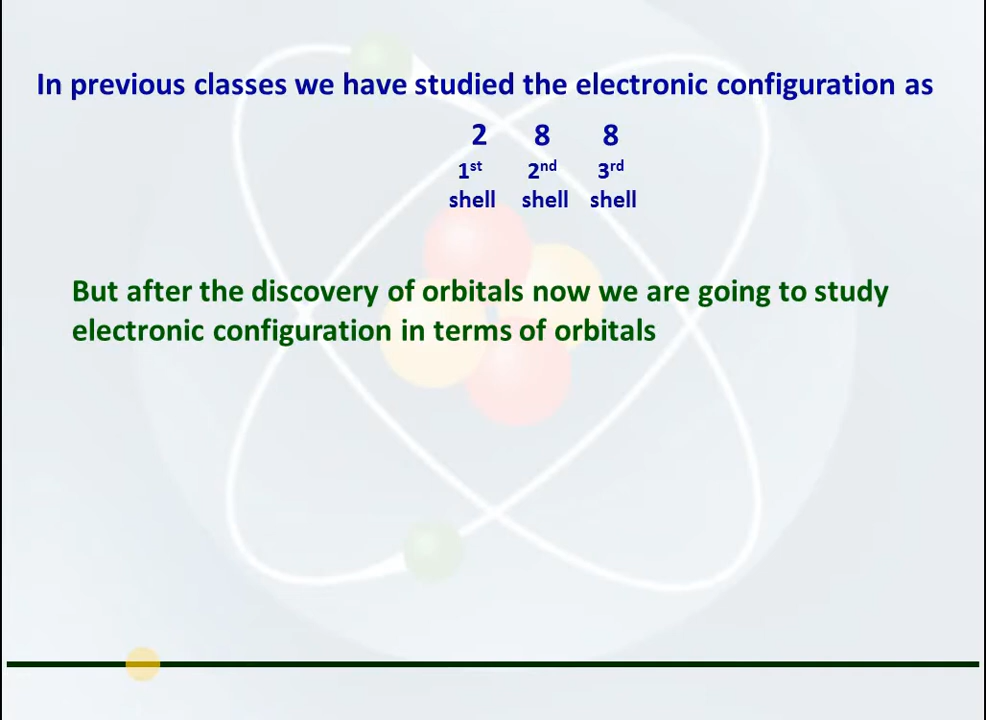 In previous classes we have studied the electronic configuration as
2 8 8
1st 2nd 3rd
shell shell shell
But after the discovery of orbitals now we are going to study
electronic configuration in terms of orbitals